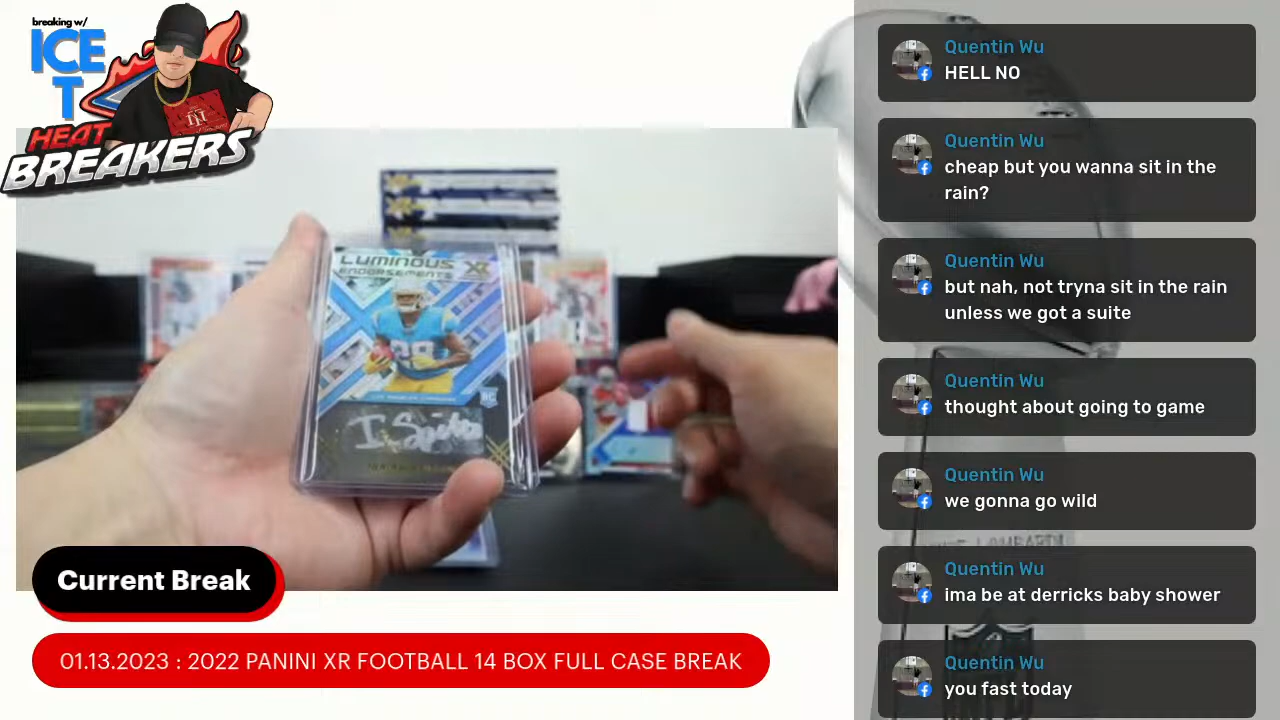 breaking w/
ICE
T
HEAT
BREAKERS
LUMINOUS XR
ENDORSEMENTS
RC
I. Spiller
Current Break
01.13.2023 : 2022 PANINI XR FOOTBALL 14 BOX FULL CASE BREAK
Quentin Wu
HELL NO
Quentin Wu
cheap but you wanna sit in the
rain?
Quentin Wu
but nah, not tryna sit in the rain
unless we got a suite
Quentin Wu
thought about going to game
Quentin Wu
we gonna go wild
Quentin Wu
ima be at derricks baby shower
Quentin Wu
you fast today